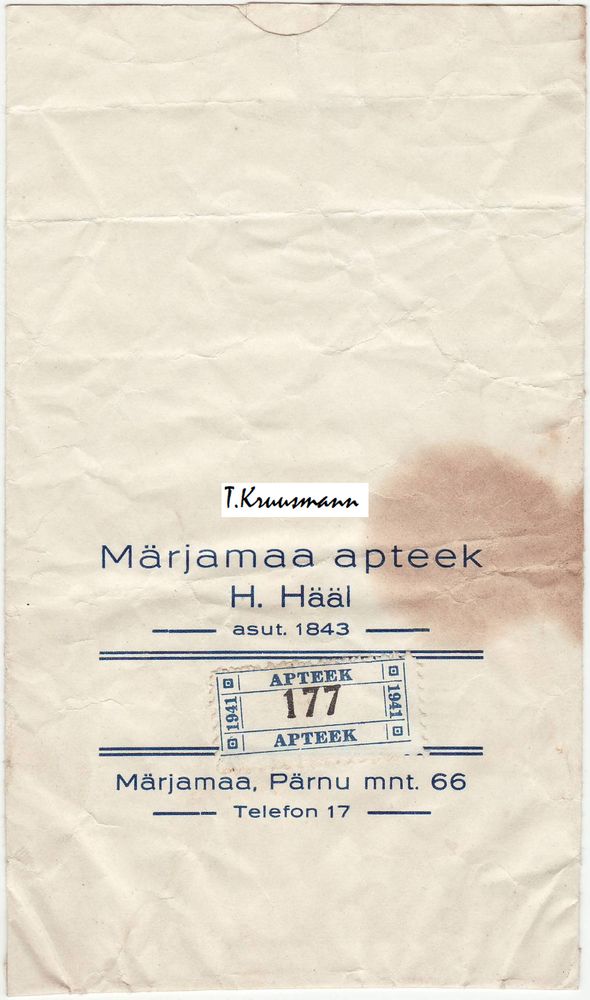 T.Kruusmann
Märjamaa apteek
H. Hääl
asut. 1843
APTEEK
1941 177 1941
APTEEK
Märjamaa, Pärnu mnt. 66
Telefon 17